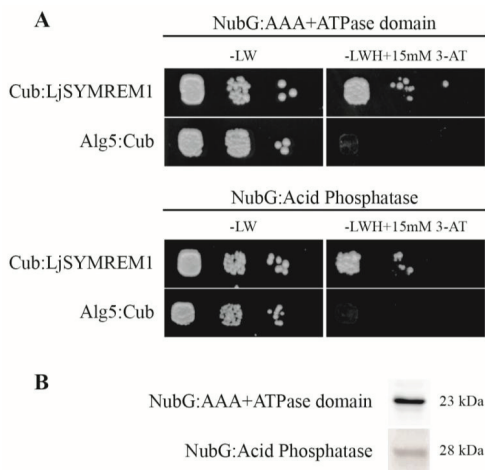 A
NubG:AAA+ATPase domain
-LW -LWH+15mM 3-AT
Cub:LjSYMREM1
Alg5:Cub
NubG:Acid Phosphatase
-LW -LWH+15mM 3-AT
Cub:LjSYMREM1
Alg5:Cub
B
NubG:AAA+ATPase domain 23 kDa
NubG:Acid Phosphatase 28 kDa